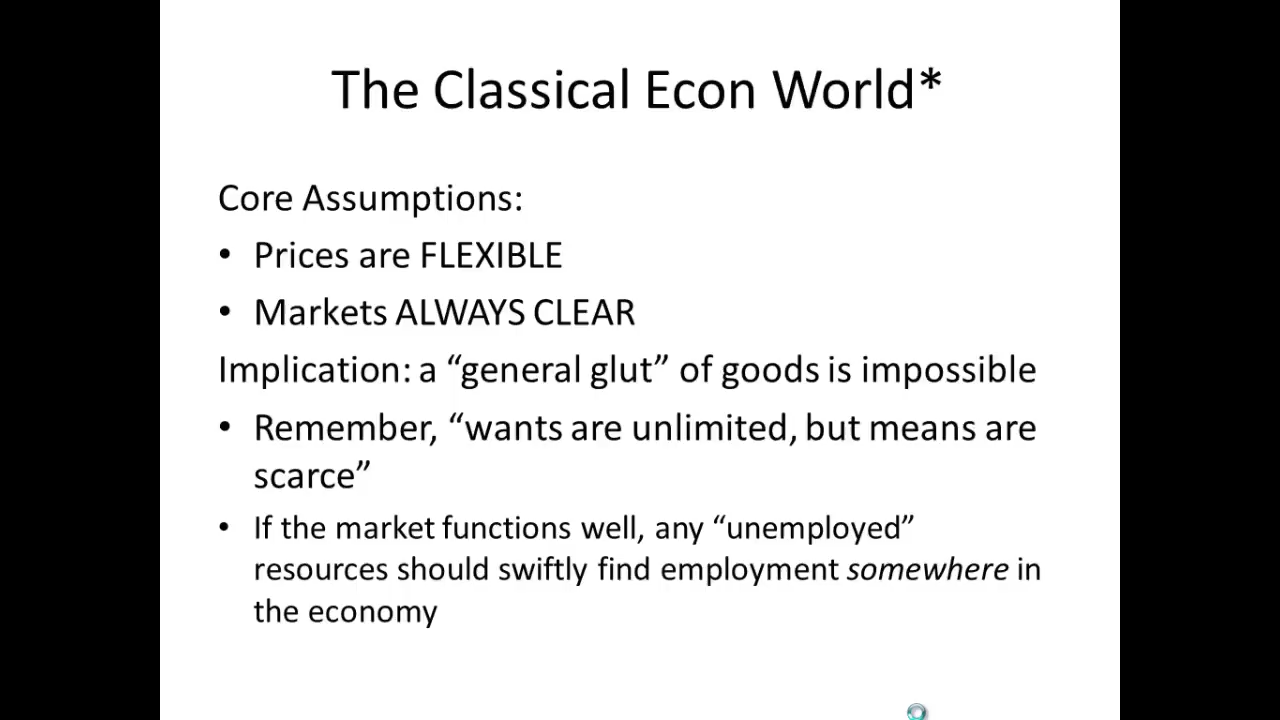 The Classical Econ World*
Core Assumptions:
• Prices are FLEXIBLE
• Markets ALWAYS CLEAR
Implication: a “general glut” of goods is impossible
• Remember, “wants are unlimited, but means are
scarce”
• If the market functions well, any “unemployed”
resources should swiftly find employment somewhere in
the economy